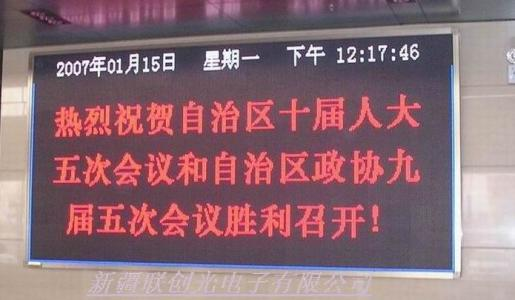 2007年01月15日 星期一 下午 12:17:46
热烈祝贺自治区十届人大
五次会议和自治区政协九
届五次会议胜利召开!
新疆联创光电子有限公司